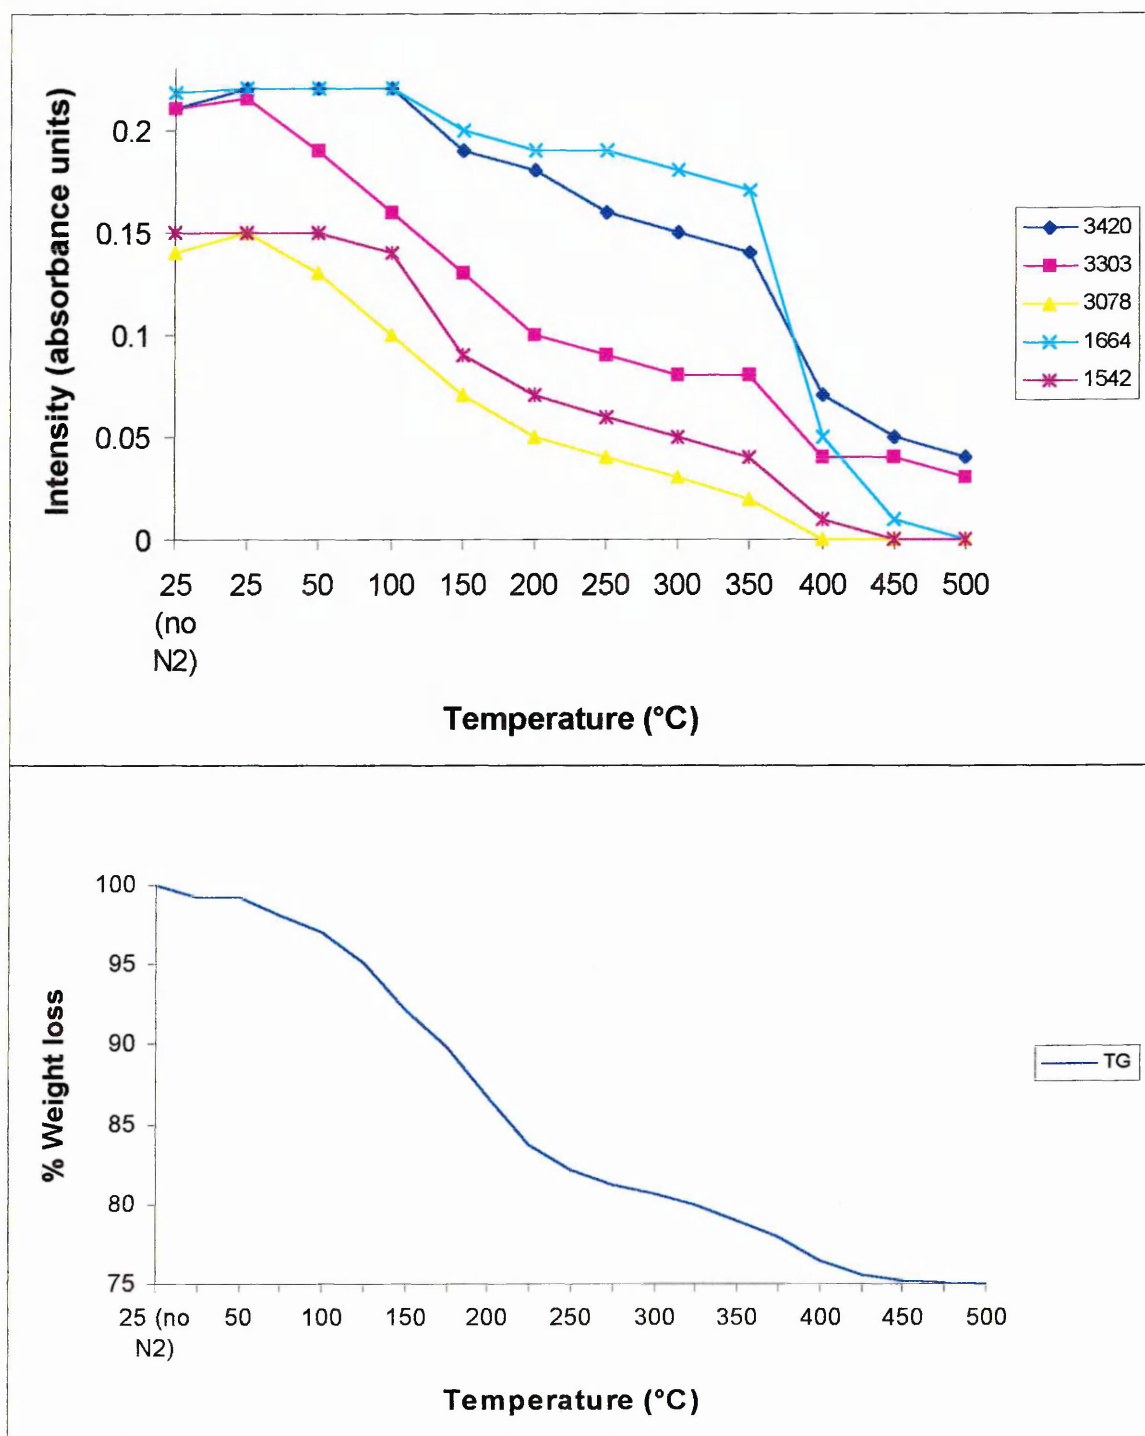 Intensity (absorbance units)
0.2
0.15
0.1
0.05
0
25 25 50 100 150 200 250 300 350 400 450 500
(no
N2)
Temperature (°C)
3420
3303
3078
1664
1542
% Weight loss
100
95
90
85
80
75
25 (no 50 100 150 200 250 300 350 400 450 500
N2)
Temperature (°C)
TG